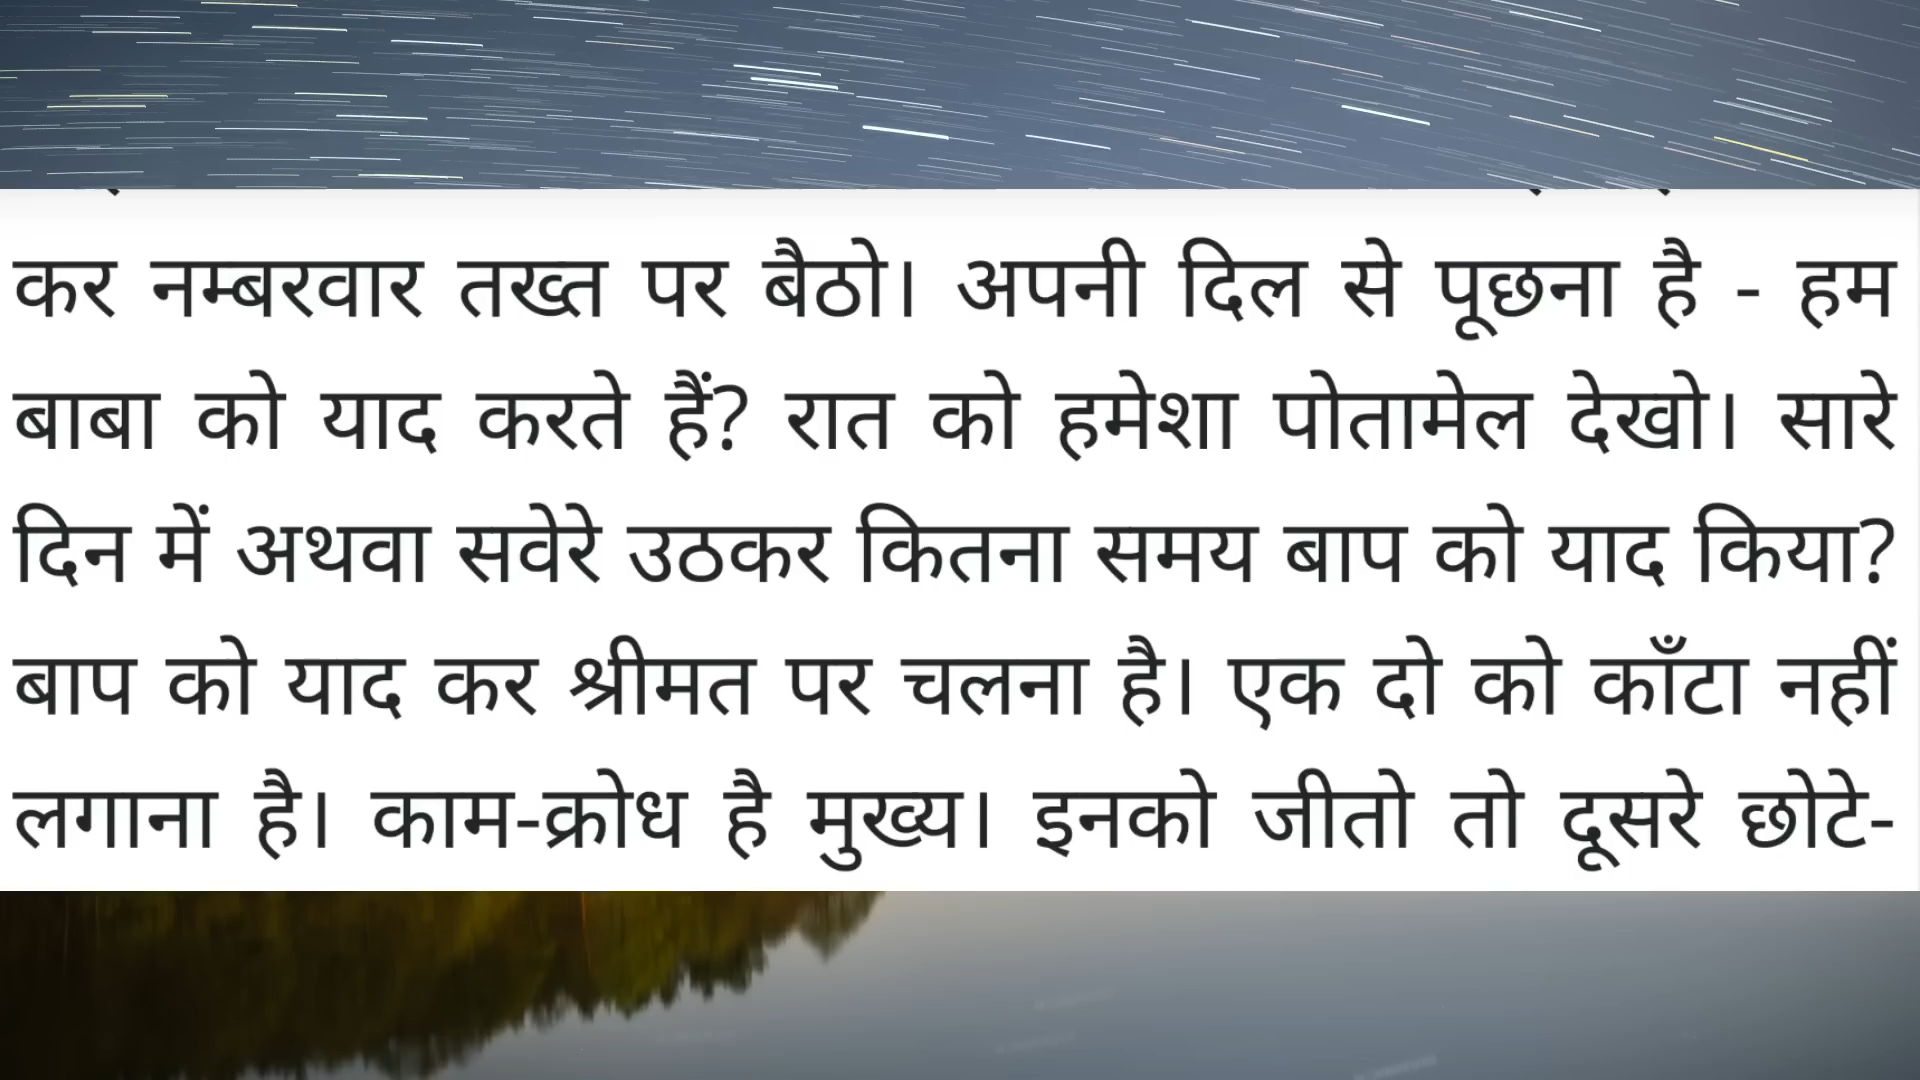 कर नम्बरवार तख्त पर बैठो। अपनी दिल से पूछना है - हम
बाबा को याद करते हैं? रात को हमेशा पोतामेल देखो। सारे
दिन में अथवा सवेरे उठकर कितना समय बाप को याद किया?
बाप को याद कर श्रीमत पर चलना है। एक दो को काँटा नहीं
लगाना है। काम-क्रोध है मुख्य। इनको जीतो तो दूसरे छोटे-